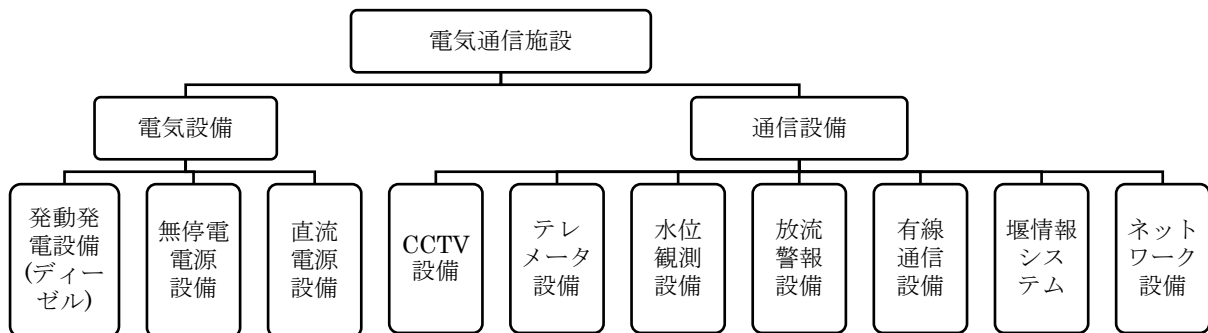 電気通信施設
電気設備
通信設備
発動発
電設備
(ディー
ゼル)
無停電
電源
設備
直流
電源
設備
CCTV
設備
テレ
メータ
設備
水位
観測
設備
放流
警報
設備
有線
通信
設備
堰情報
シス
テム
ネット
ワーク
設備